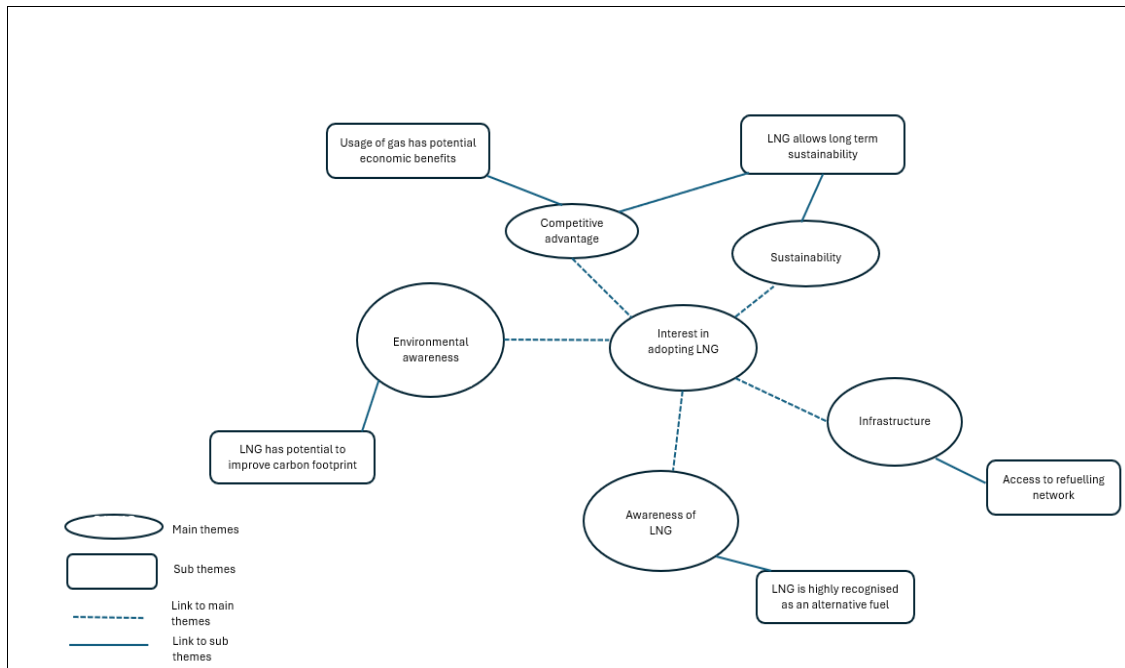 Usage of gas has potential
economic benefits
LNG allows long term
sustainability
Competitive
advantage
Sustainability
Interest in
adopting LNG
Environmental
awareness
Infrastructure
LNG has potential to
improve carbon footprint
Access to refuelling
network
Awareness of
LNG
LNG is highly recognised
as an alternative fuel
Main themes
Sub themes
Link to main
themes
Link to sub
themes